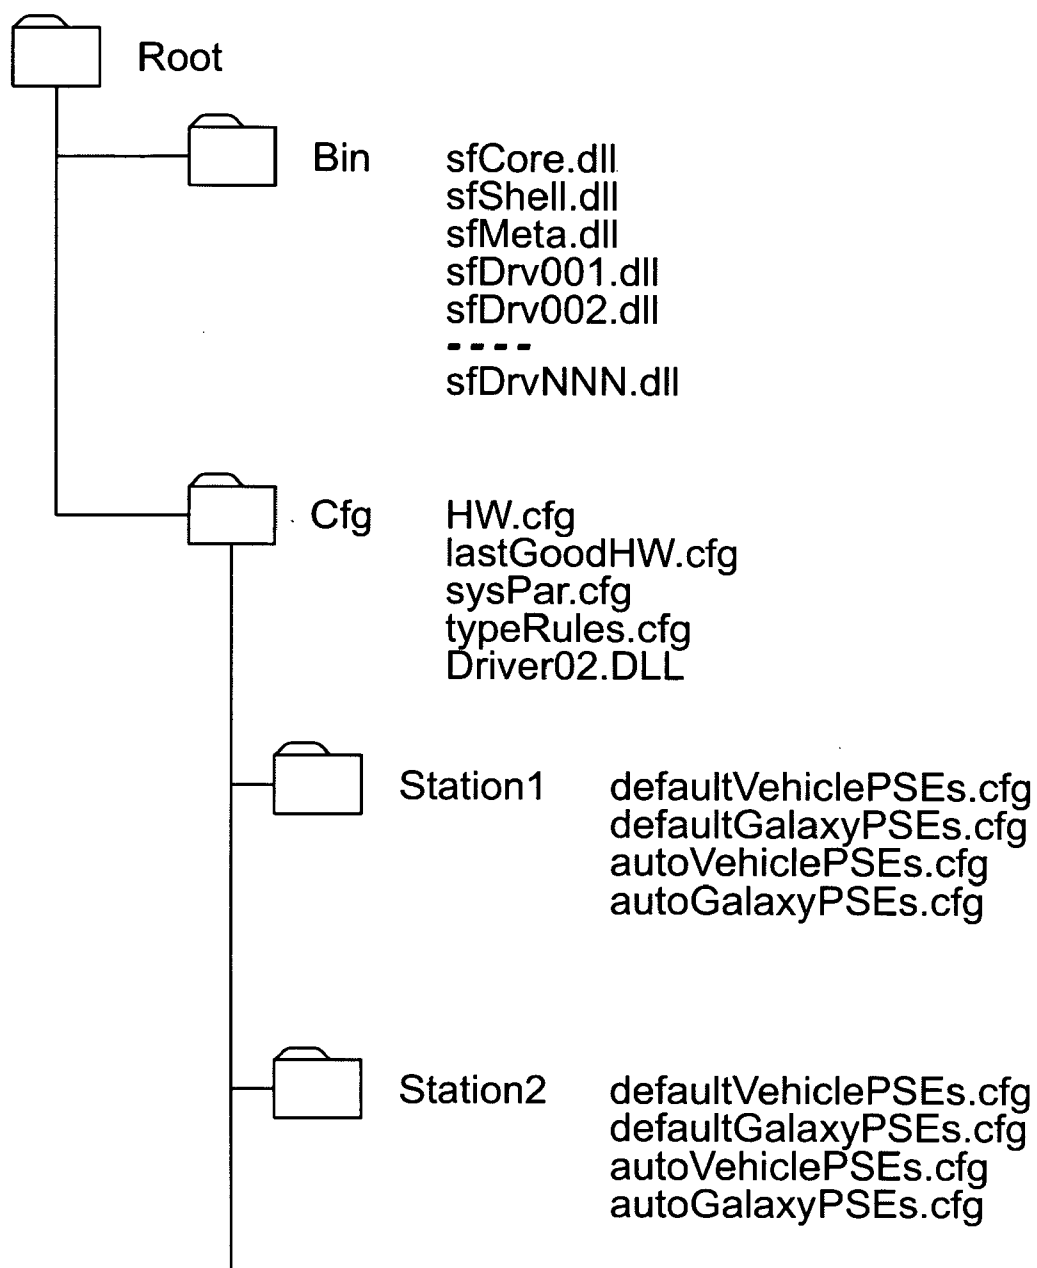 Root
Bin
sfCore.dll
sfShell.dll
sfMeta.dll
sfDrv001.dll
sfDrv002.dll
----
sfDrvNNN.dll
Cfg
HW.cfg
lastGoodHW.cfg
sysPar.cfg
typeRules.cfg
Driver02.DLL
Station1
defaultVehiclePSEs.cfg
defaultGalaxyPSEs.cfg
autoVehiclePSEs.cfg
autoGalaxyPSEs.cfg
Station2
defaultVehiclePSEs.cfg
defaultGalaxyPSEs.cfg
autoVehiclePSEs.cfg
autoGalaxyPSEs.cfg